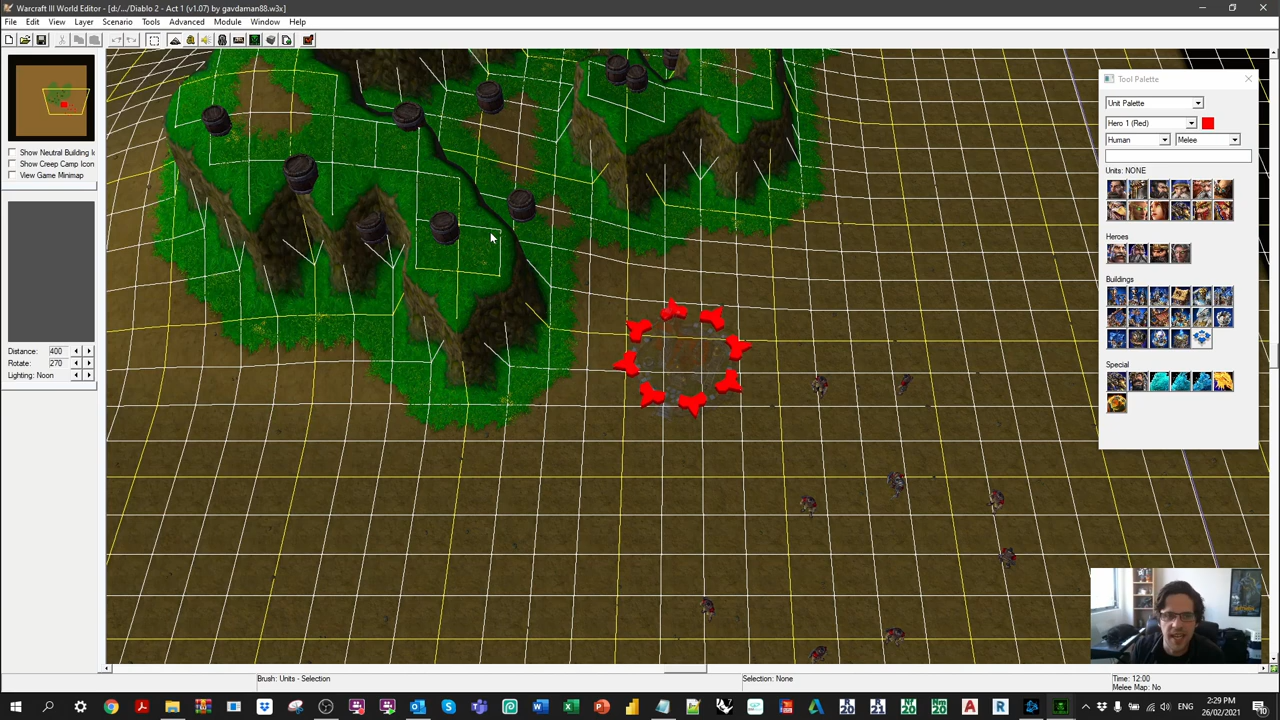 Warcraft III World Editor - [d:/.../Diablo 2 - Act 1 (v1.07) by gavdaman88.w3x]
File Edit View Layer Scenario Tools Advanced Module Window Help
Tool Palette
Unit Palette
Hero 1 (Red)
Human Melee
Units: NONE
Heroes
Buildings
Special
Show Neutral Building Ic
Show Creep Camp Icon
View Game Minimap
Distance: 400
Rotate: 270
Lighting: Noon
Brush: Units - Selection
Selection: None
Time: 12:00
Melee Map: No
ENG
2:29 PM
26/02/2021